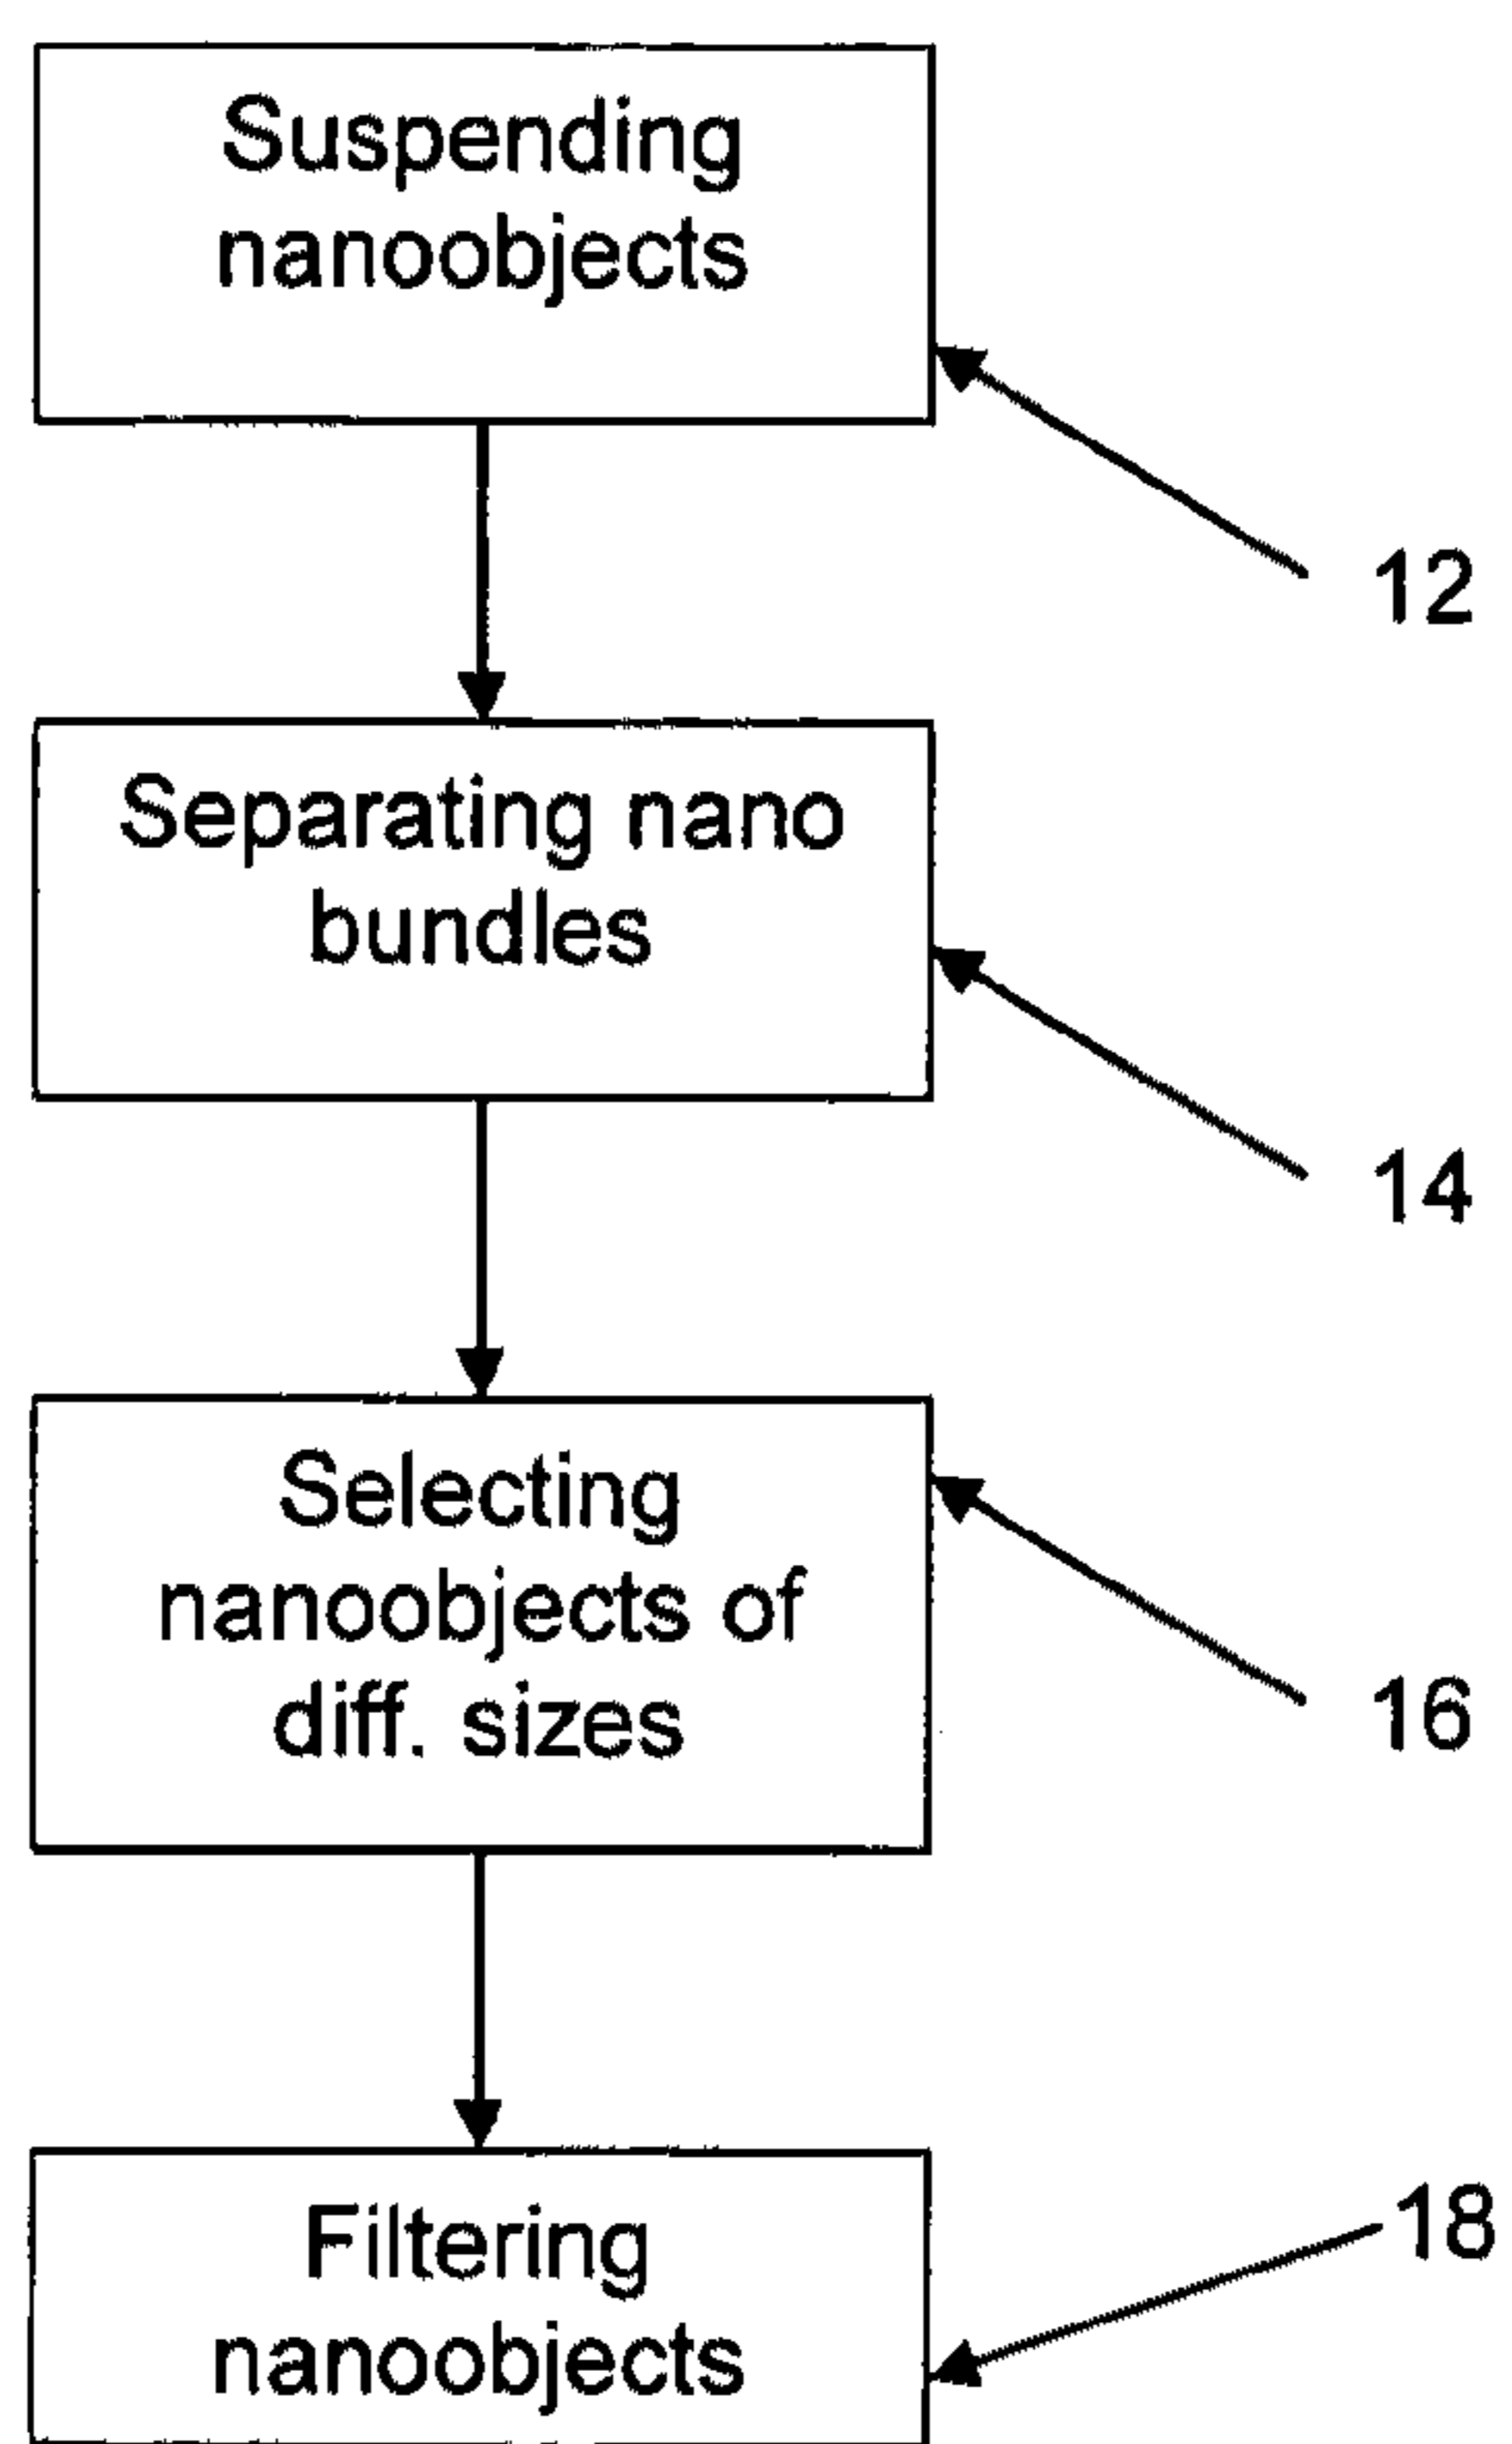 Suspending
nanoobjects
12
Separating nano
bundles
14
Selecting
nanoobjects of
diff. sizes
16
Filtering
nanoobjects
18